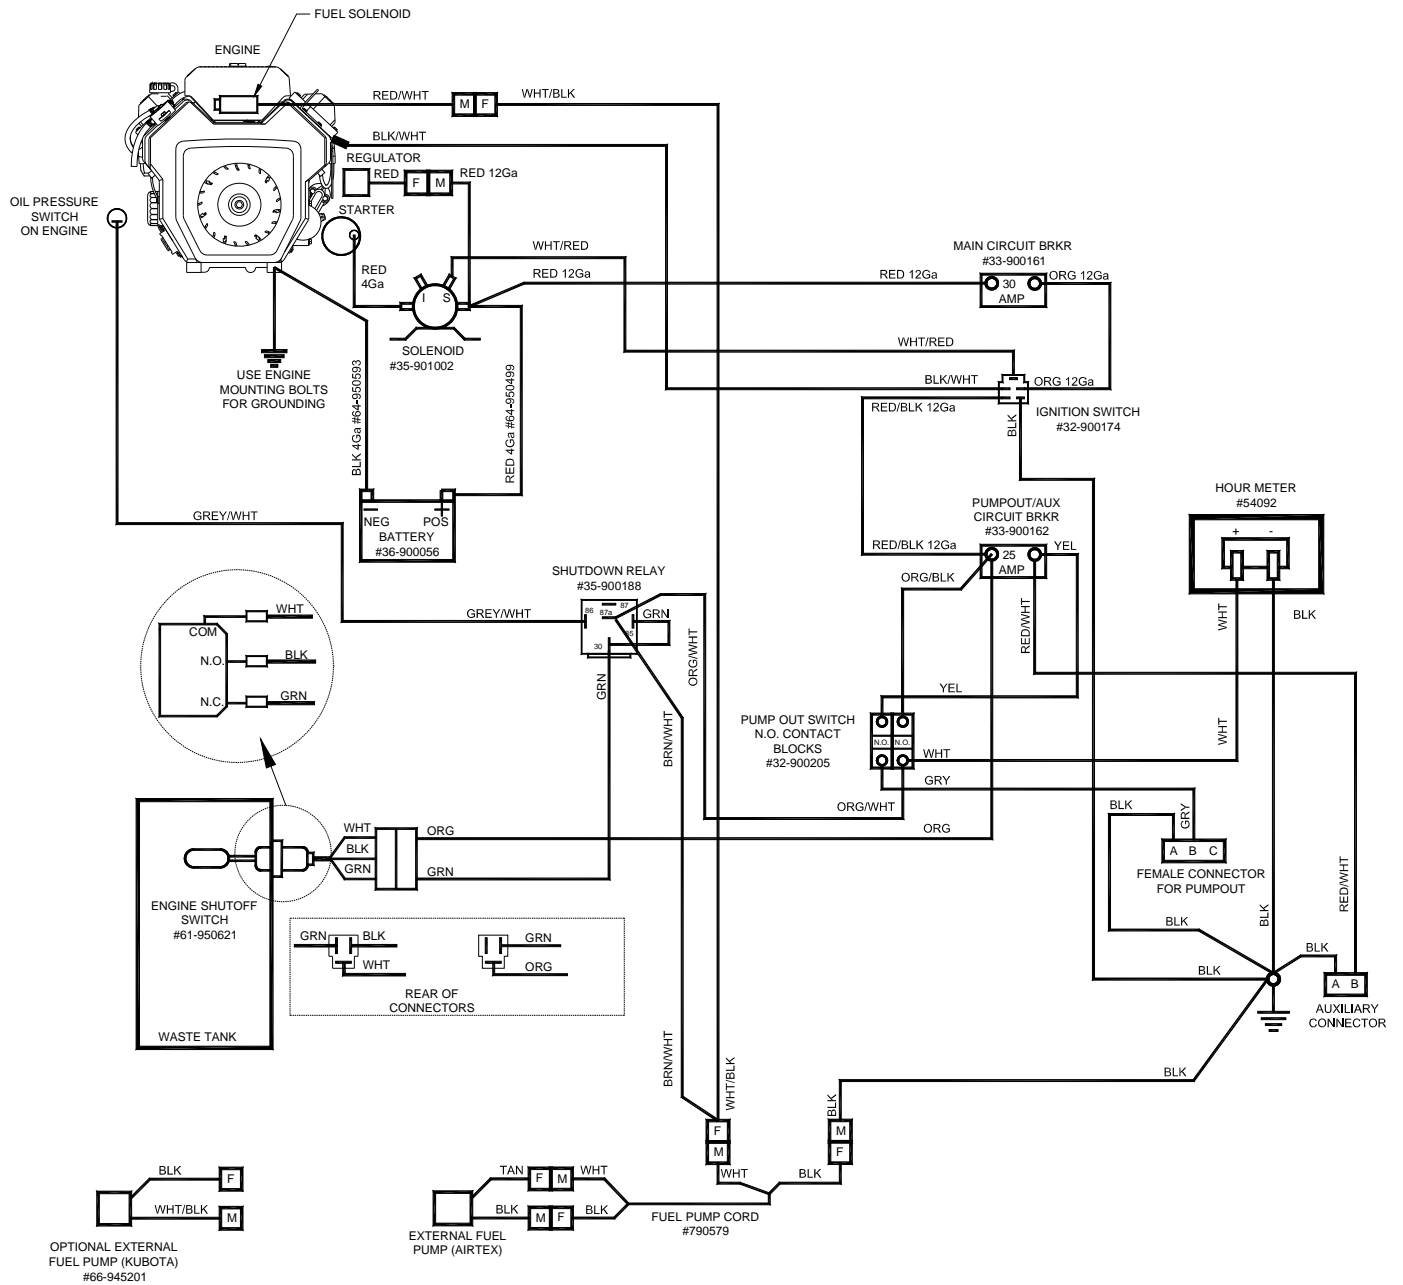 FUEL SOLENOID
ENGINE
RED/WHT
M F
WHT/BLK
BLK/WHT
REGULATOR
RED
F M
RED 12Ga
OIL PRESSURE
SWITCH
ON ENGINE
STARTER
RED
4Ga
WHT/RED
RED 12Ga
I S
SOLENOID
#35-901002
RED 12Ga
MAIN CIRCUIT BRKR
#33-900161
30
AMP
ORG 12Ga
USE ENGINE
MOUNTING BOLTS
FOR GROUNDING
BLK 4Ga #64-950593
RED 4Ga #64-950499
WHT/RED
BLK/WHT
ORG 12Ga
RED/BLK 12Ga
BLK
IGNITION SWITCH
#32-900174
NEG
POS
BATTERY
#36-900056
GREY/WHT
PUMPOUT/AUX
CIRCUIT BRKR
#33-900162
RED/BLK 12Ga
25
AMP
YEL
ORG/BLK
RED/WHT
HOUR METER
#54092
+ -
WHT
BLK
SHUTDOWN RELAY
#35-900188
GREY/WHT
86
87
87a
85
30
GRN
GRN
ORG/WHT
BRN/WHT
COM
WHT
N.O.
BLK
N.C.
GRN
YEL
PUMP OUT SWITCH
N.O. CONTACT
BLOCKS
#32-900205
N.O. N.O.
WHT
WHT
GRY
ORG/WHT
BLK
GRY
A B C
FEMALE CONNECTOR
FOR PUMPOUT
RED/WHT
WHT
BLK
GRN
ORG
GRN
ORG
ENGINE SHUTOFF
SWITCH
#61-950621
WASTE TANK
GRN
BLK
WHT
GRN
ORG
REAR OF
CONNECTORS
BLK
BLK
BLK
BLK
A B
AUXILIARY
CONNECTOR
BRN/WHT
WHT/BLK
BLK
BLK
F
M
M
F
WHT
BLK
BLK
F
WHT/BLK
M
OPTIONAL EXTERNAL
FUEL PUMP (KUBOTA)
#66-945201
TAN
F M
WHT
BLK
M F
BLK
EXTERNAL FUEL
PUMP (AIRTEX)
FUEL PUMP CORD
#790579